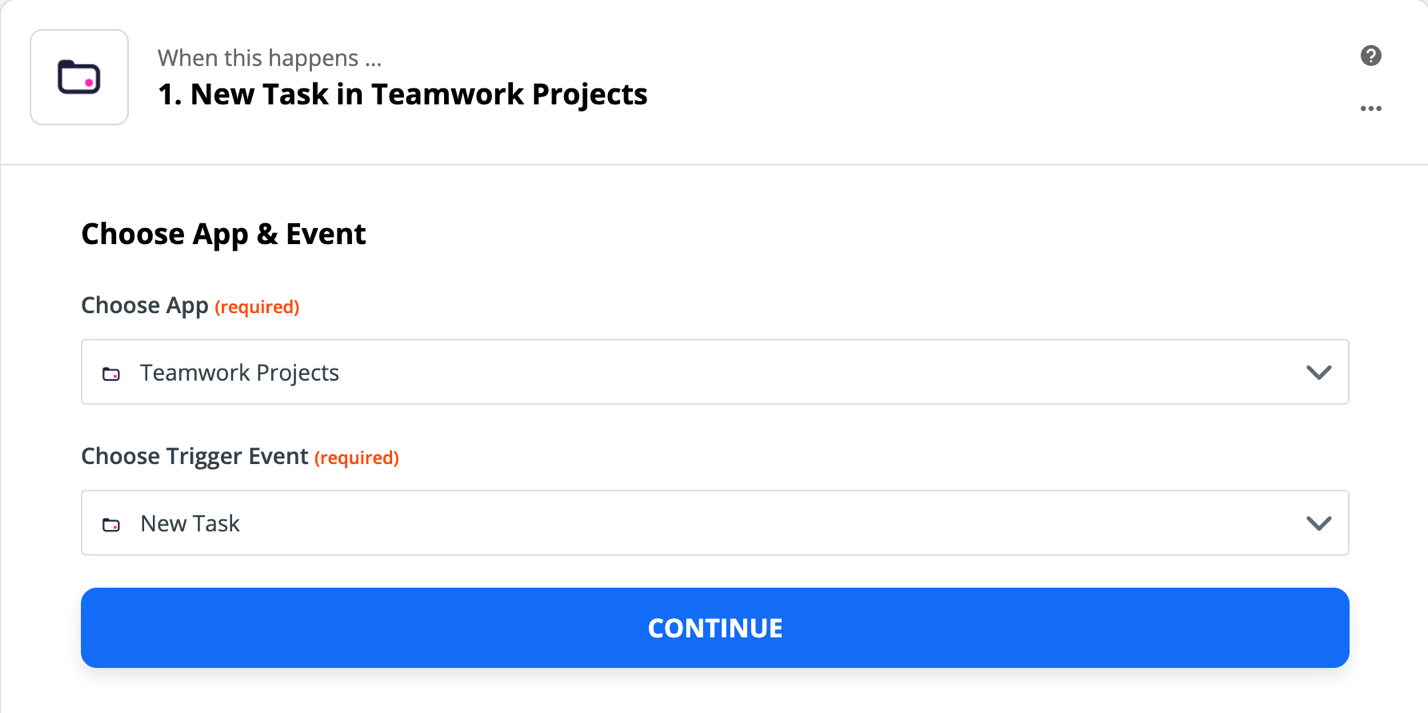 When this happens ...
1. New Task in Teamwork Projects
Choose App & Event
Choose App (required)
Teamwork Projects
Choose Trigger Event (required)
New Task
CONTINUE